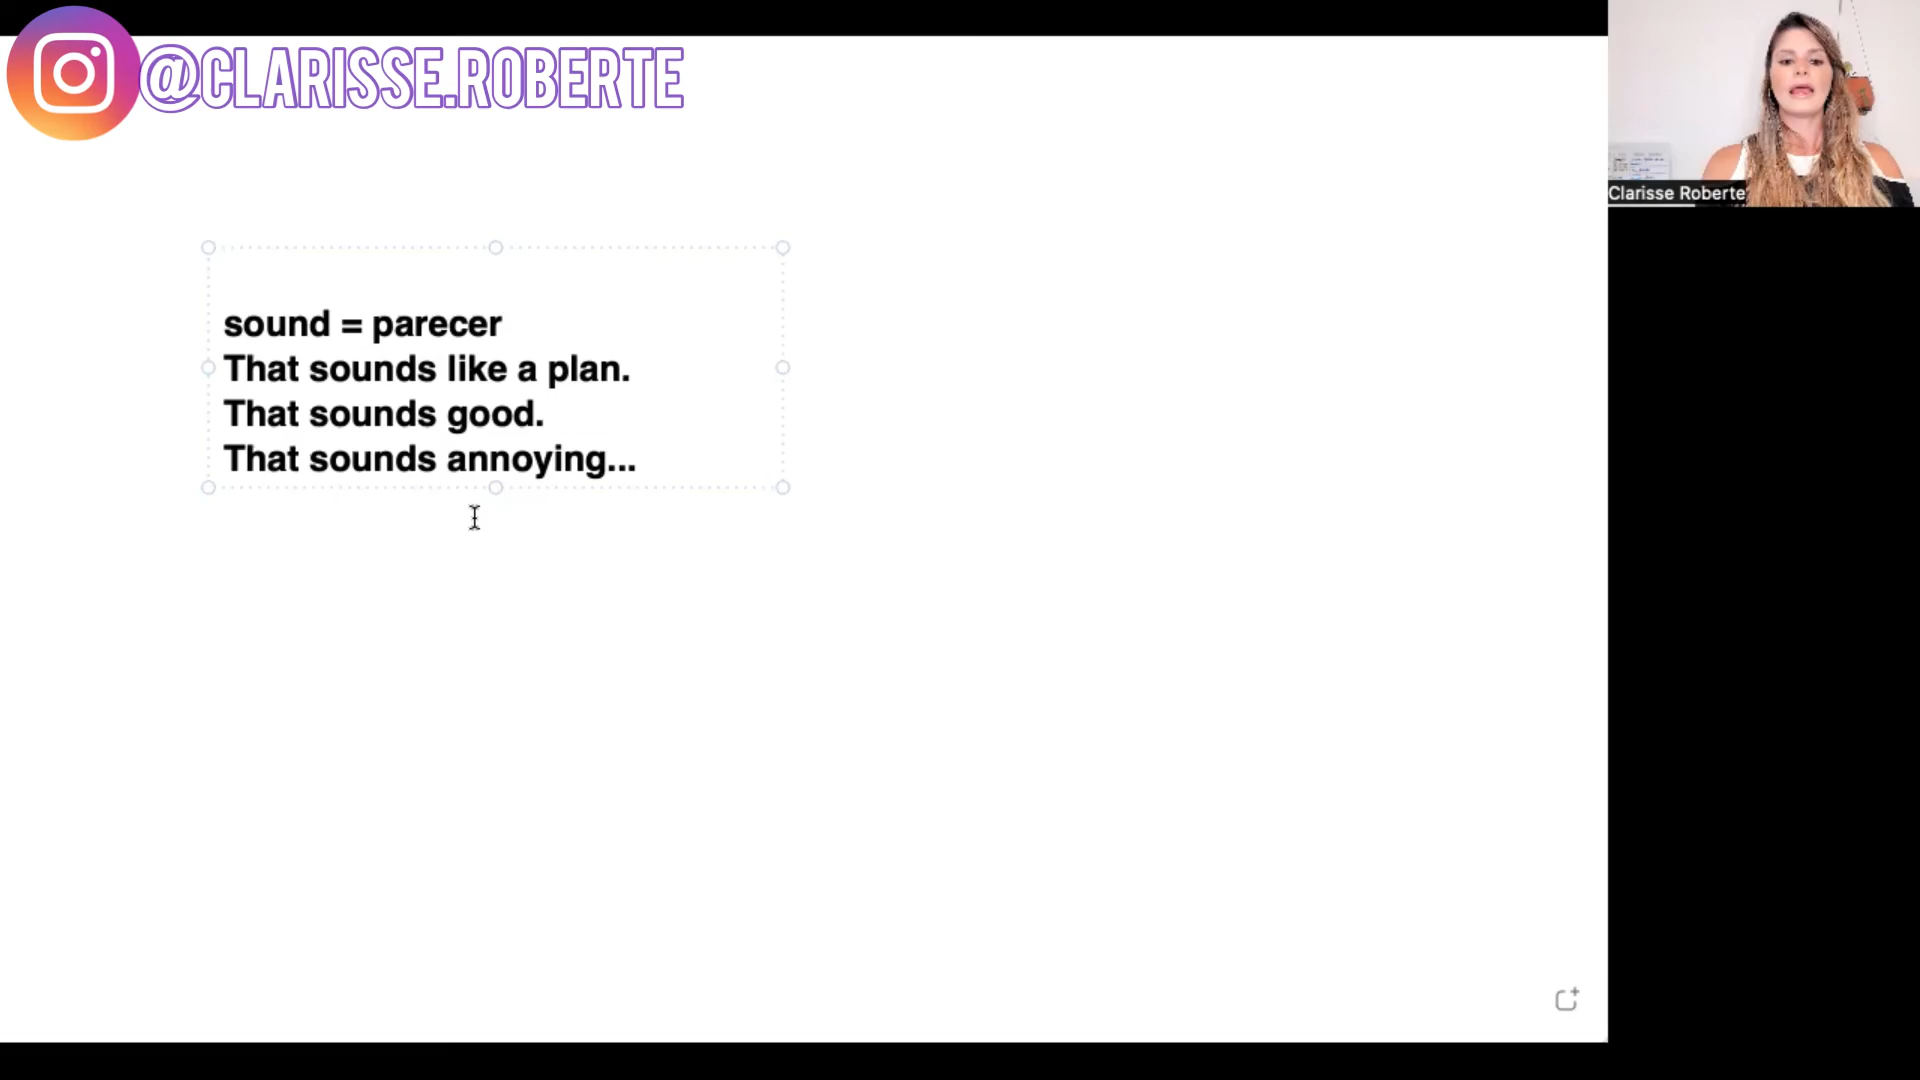 @CLARISSE.ROBERTE
Clarisse Roberte
sound = parecer
That sounds like a plan.
That sounds good.
That sounds annoying...